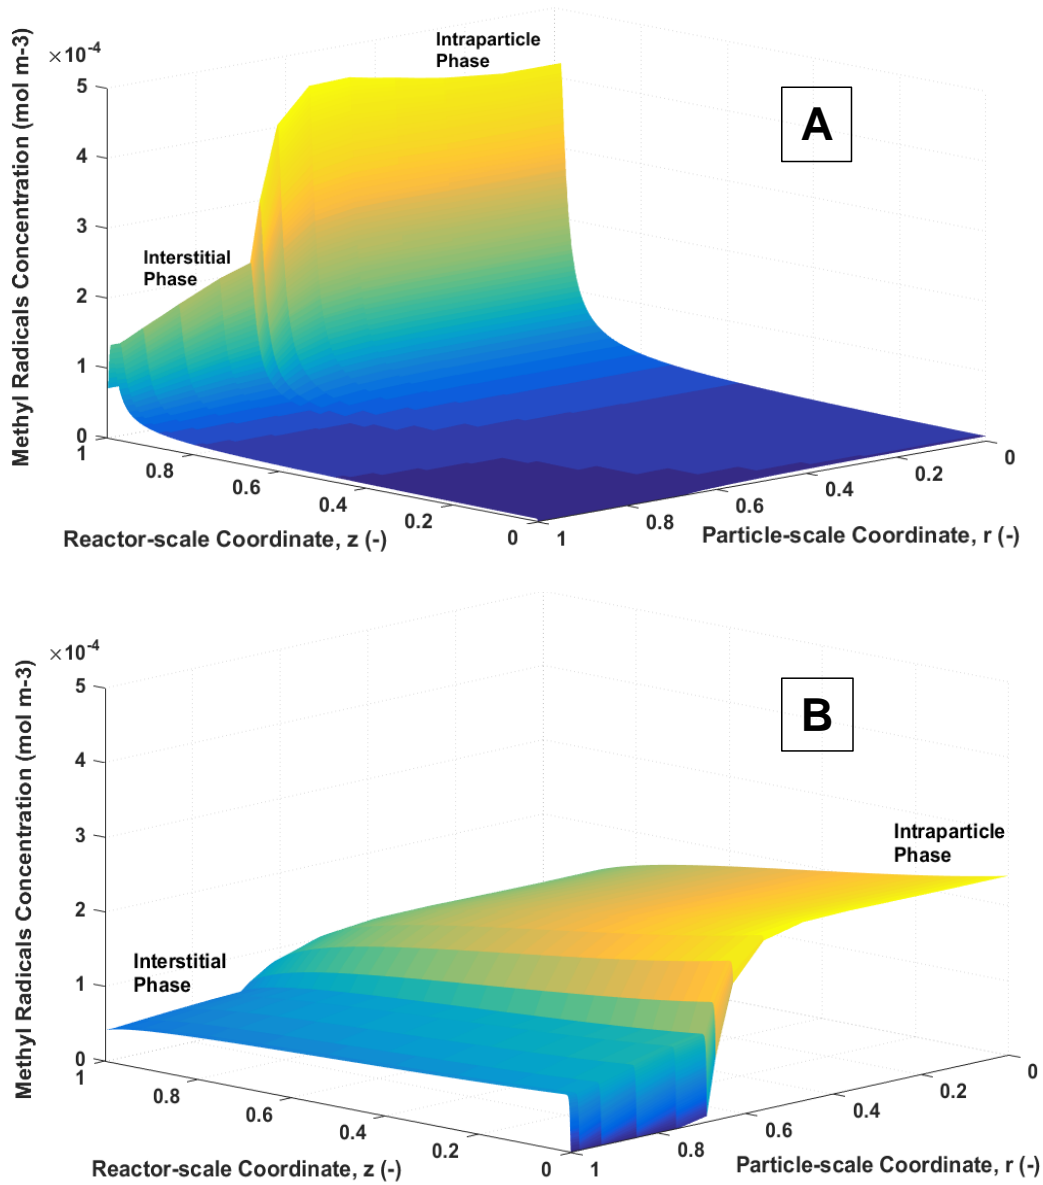 ×10-4
Methyl Radicals Concentration (mol m-3)
5
4
3
2
1
0
Intraparticle
Phase
A
Interstitial
Phase
1
0.8
0.6
0.4
0.2
0
Reactor-scale Coordinate, z (-)
1
0.8
0.6
0.4
0.2
0
Particle-scale Coordinate, r (-)
×10-4
Methyl Radicals Concentration (mol m-3)
5
4
3
2
1
0
B
Intraparticle
Phase
Interstitial
Phase
1
0.8
0.6
0.4
0.2
0
Reactor-scale Coordinate, z (-)
1
0.8
0.6
0.4
0.2
0
Particle-scale Coordinate, r (-)